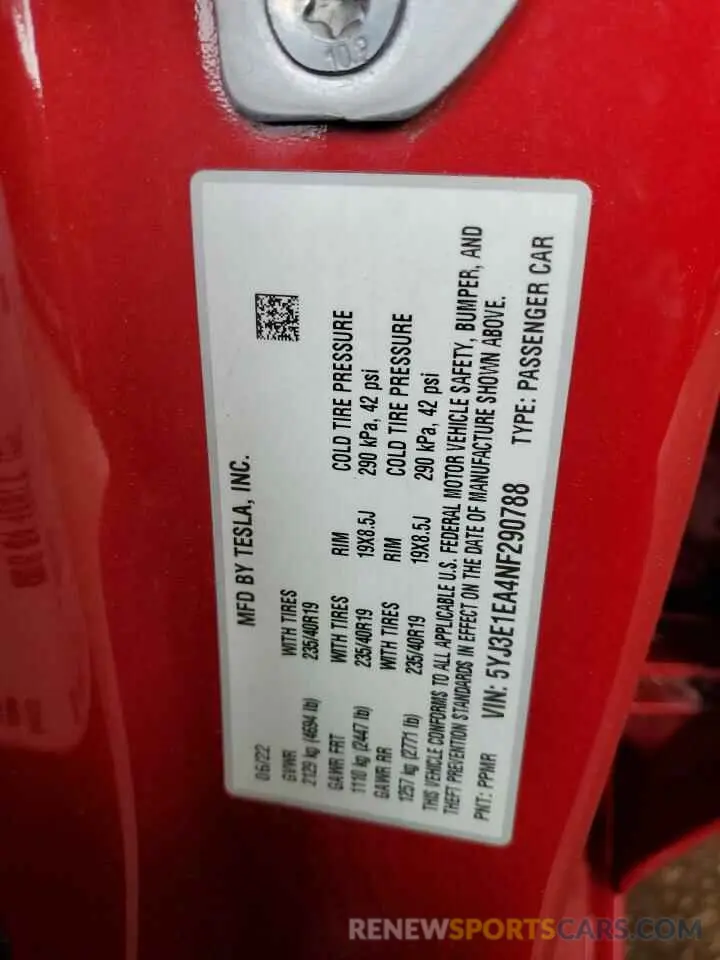 10.9
MFD BY TESLA, INC.
06/22
GVWR WITH TIRES
2129 kg (4694 lb) 235/40R19
GAWR FRT WITH TIRES RIM COLD TIRE PRESSURE
1110 kg (2447 lb) 235/40R19 19X8.5J 290 kPa, 42 psi
GAWR RR WITH TIRES RIM COLD TIRE PRESSURE
1257 kg (2771 lb) 235/40R19 19X8.5J 290 kPa, 42 psi
THIS VEHICLE CONFORMS TO ALL APPLICABLE U.S. FEDERAL MOTOR VEHICLE SAFETY, BUMPER, AND
THEFT PREVENTION STANDARDS IN EFFECT ON THE DATE OF MANUFACTURE SHOWN ABOVE.
PNT: PPMR VIN: 5YJ3E1EA4NF290788 TYPE: PASSENGER CAR
RENEWSPORTSCARS.COM